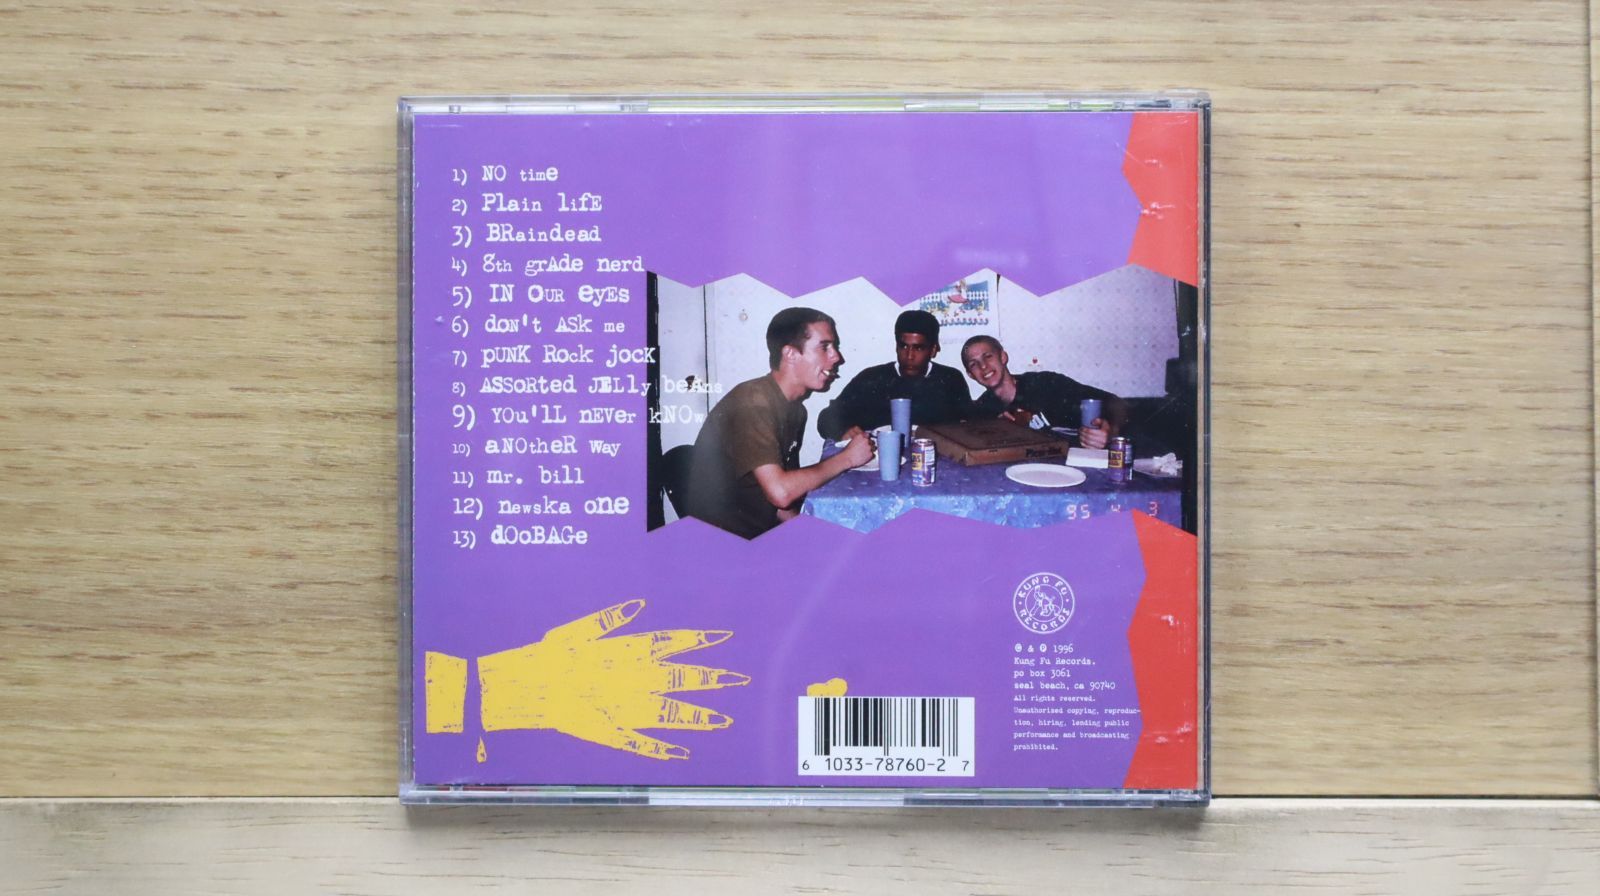 1) NO time
2) Plain lifE
3) BRaindead
4) 8th grAde nerd
5) IN OUR eyEs
6) doN't ASk me
7) pUNK Rock jocK
8) ASSoRted JELLy beAns
9) YOu'lL nEVer kNOw
10) aNOtheR Way
11) mr. bill
12) newska one
13) dOoBAGe
95 4 3
KUNG FU RECORDS
© & ℗ 1996
Kung Fu Records.
po box 3061
seal beach, ca 90740
All rights reserved.
Unauthorized copying, reproduc-
tion, hiring, lending public
performance and broadcasting
prohibited.
6 1033-78760-2 7